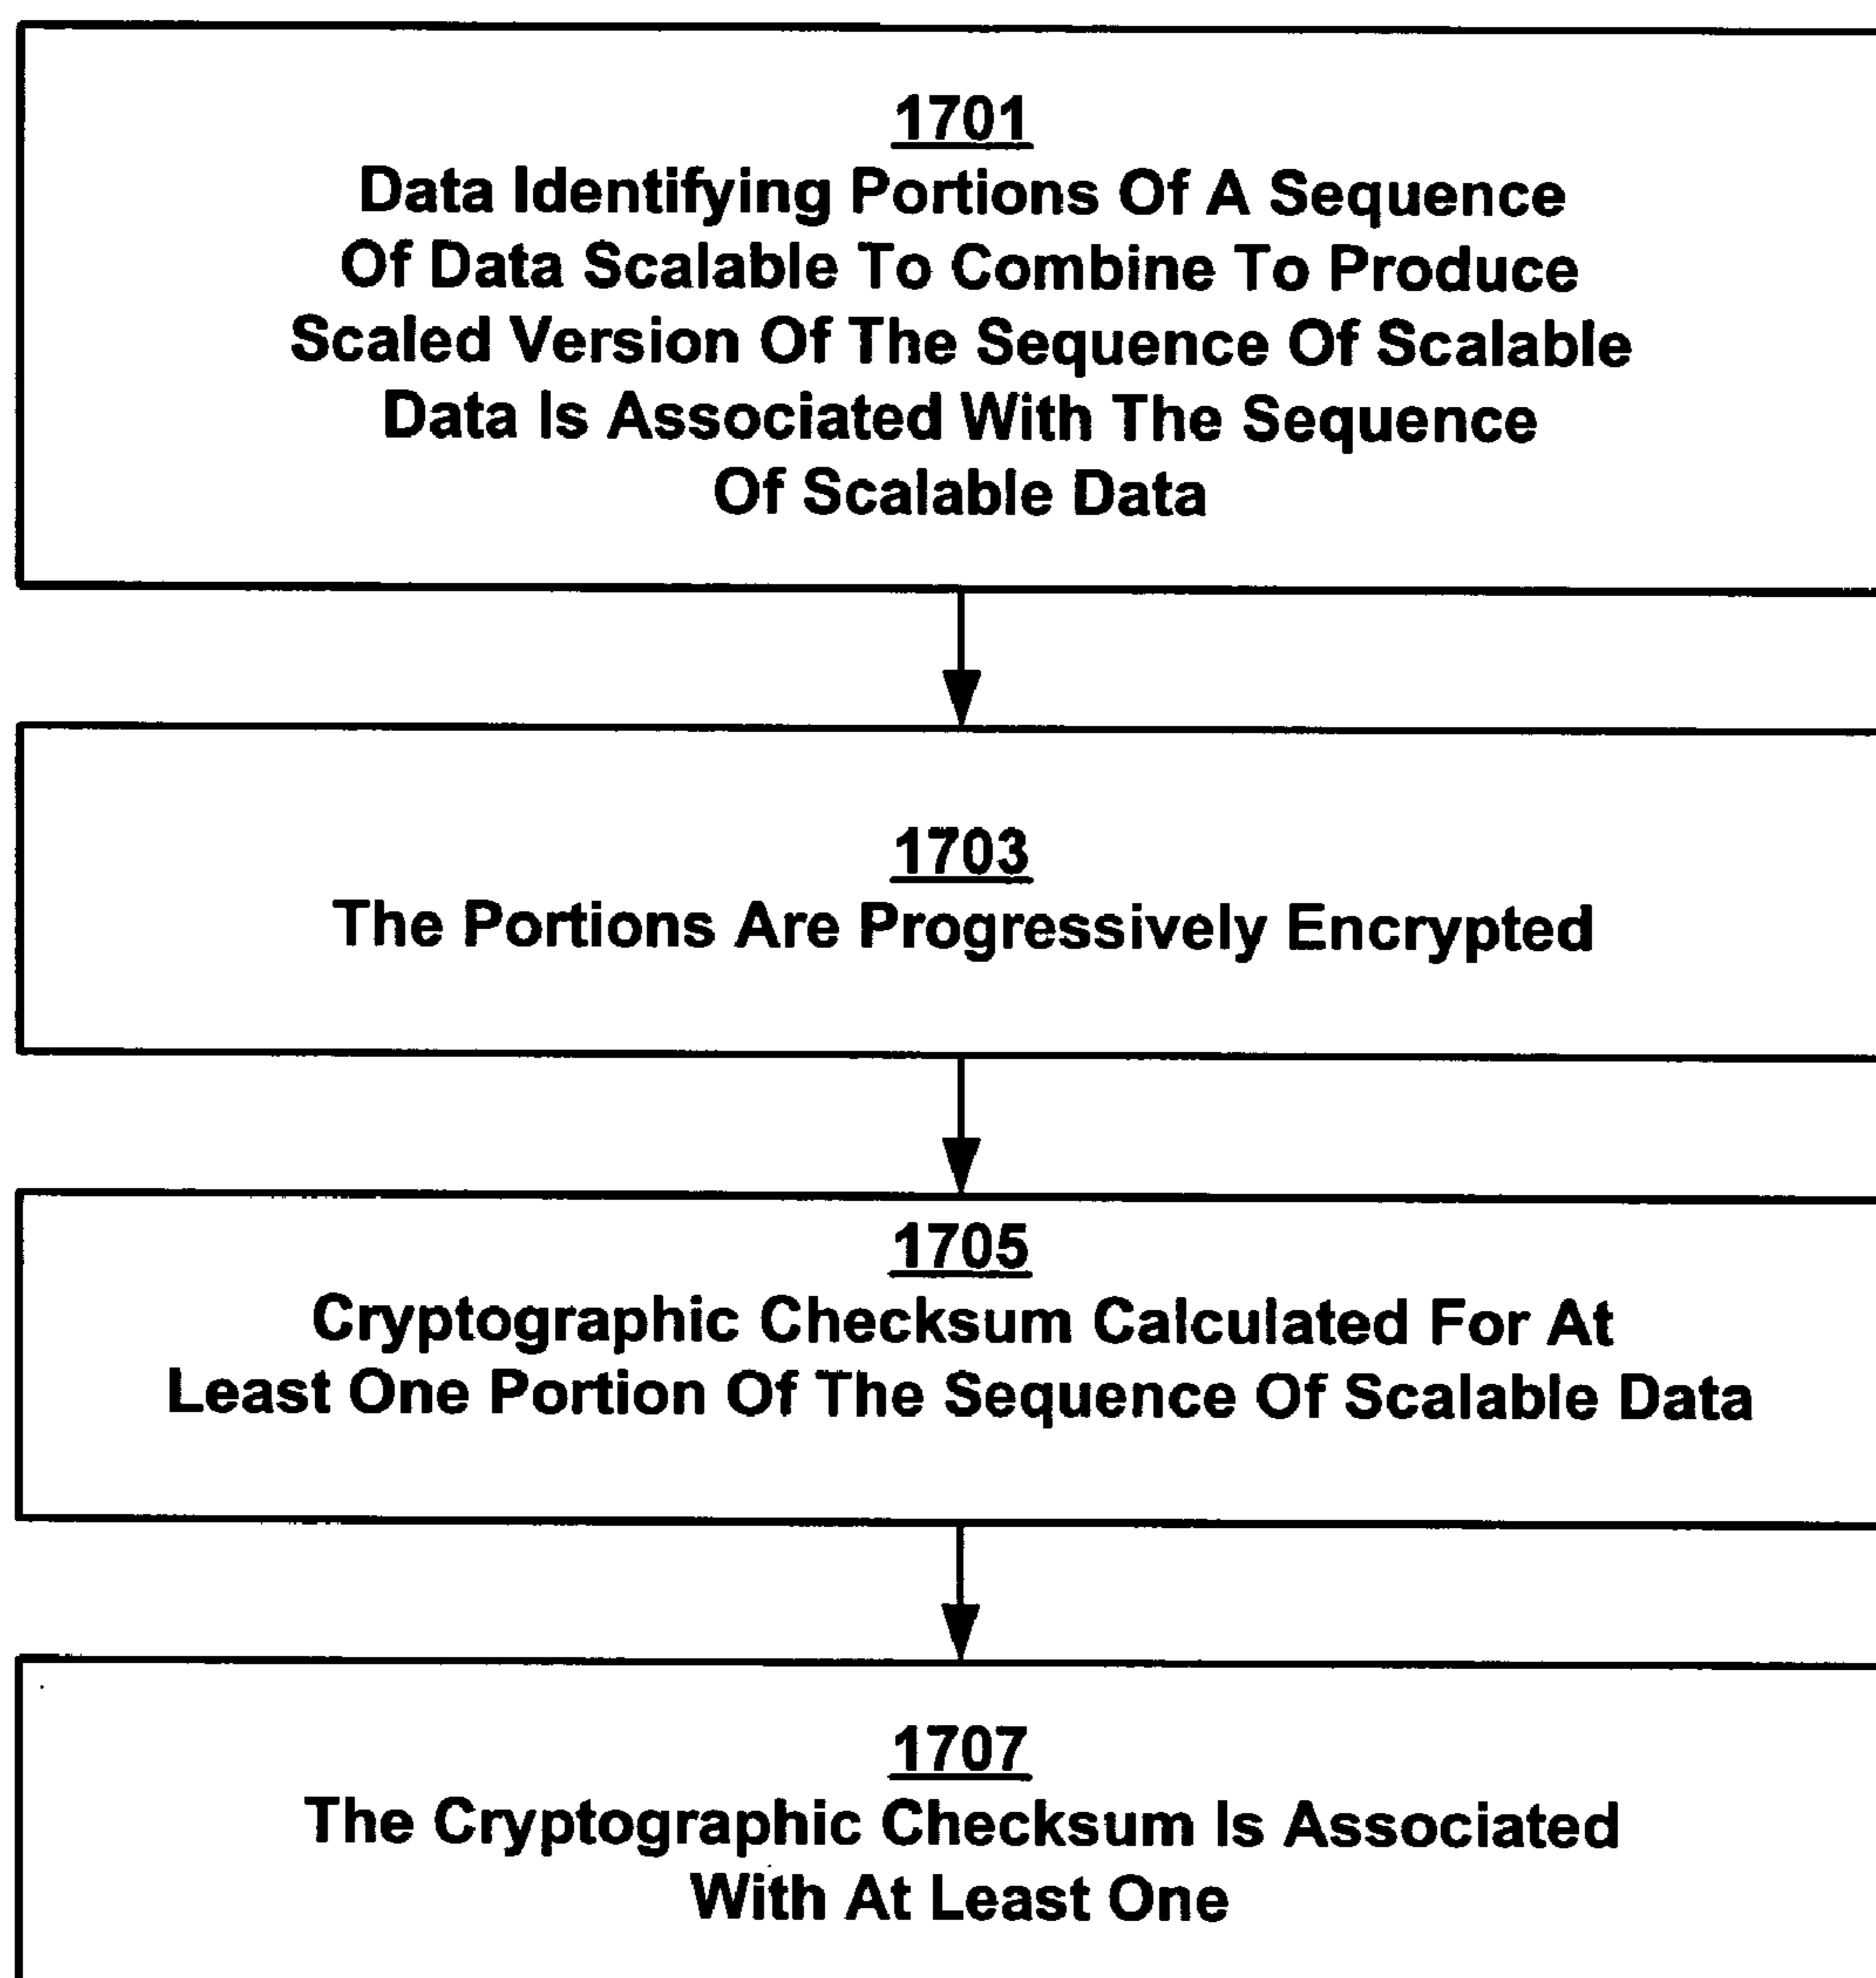 1701
Data Identifying Portions Of A Sequence
Of Data Scalable To Combine To Produce
Scaled Version Of The Sequence Of Scalable
Data Is Associated With The Sequence
Of Scalable Data
1703
The Portions Are Progressively Encrypted
1705
Cryptographic Checksum Calculated For At
Least One Portion Of The Sequence Of Scalable Data
1707
The Cryptographic Checksum Is Associated
With At Least One